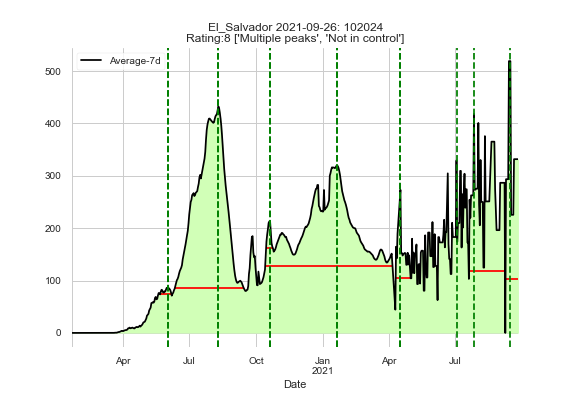 El_Salvador 2021-09-26: 102024
Rating:8 ['Multiple peaks', 'Not in control']
Average-7d
500
400
300
200
100
0
Apr Jul Oct Jan Apr Jul
2021
Date